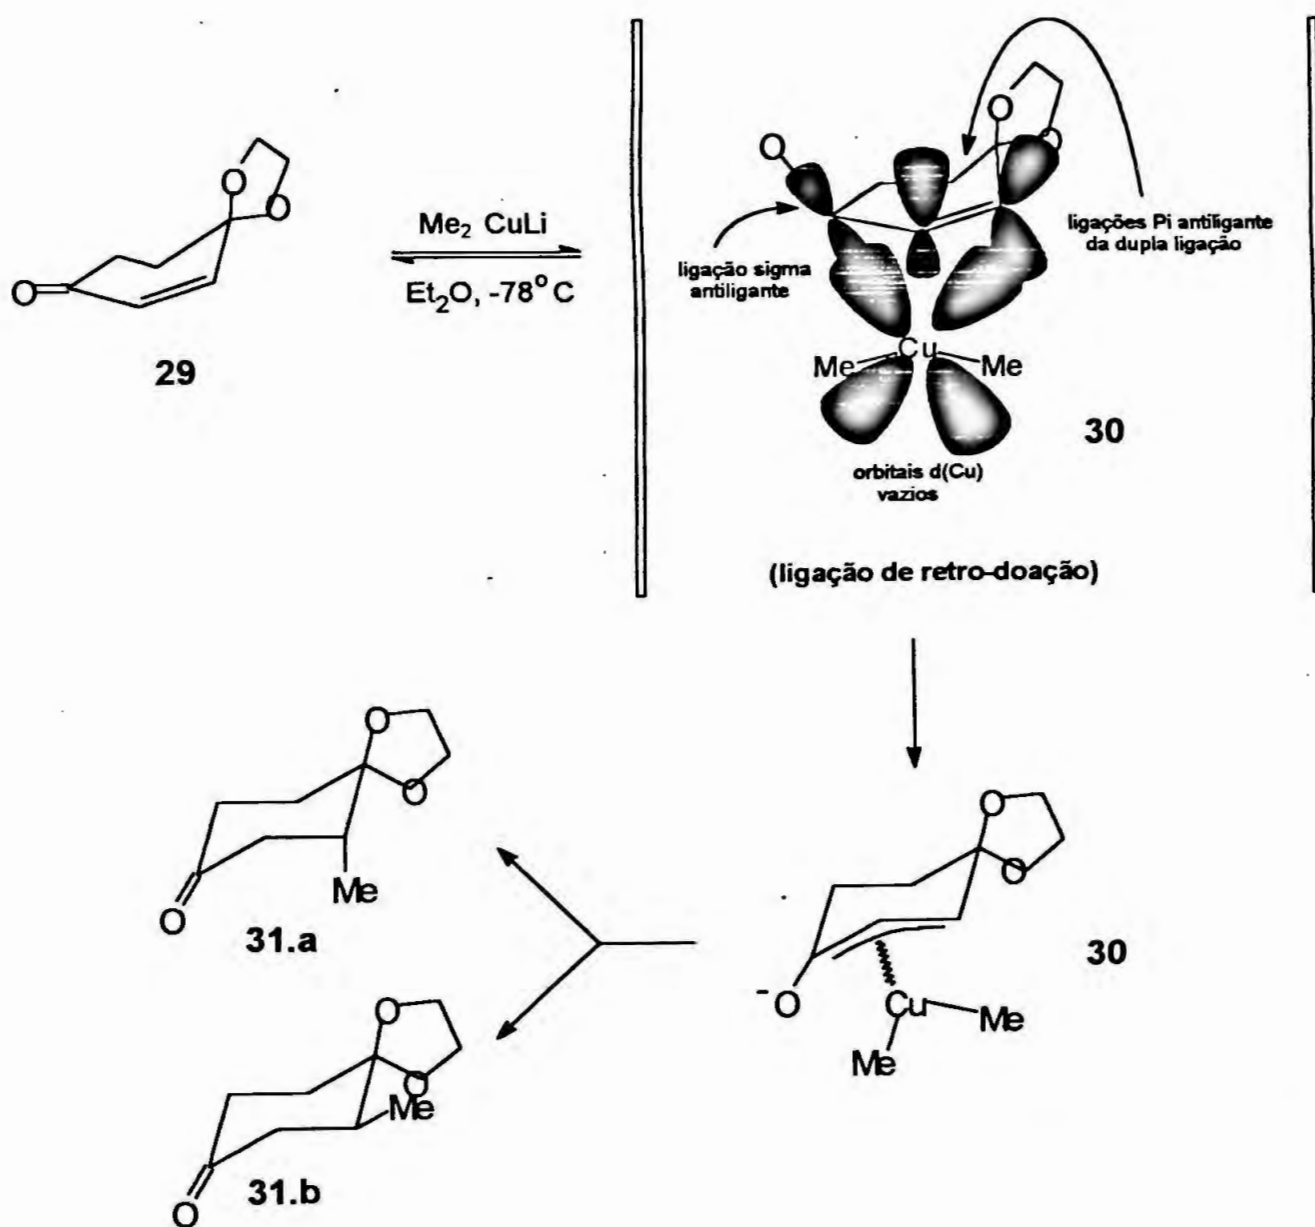 O
O
O
29
Me2 CuLi
Et2O, -78°C
O
O
ligação sigma
antiligante
ligações Pi antiligante
da dupla ligação
Me
Cu
Me
30
orbitais d(Cu)
vazios
(ligação de retro-doação)
O
O
O
Me
31.a
O
O
Me
O
31.b
O
O
-O
Cu
Me
Me
30